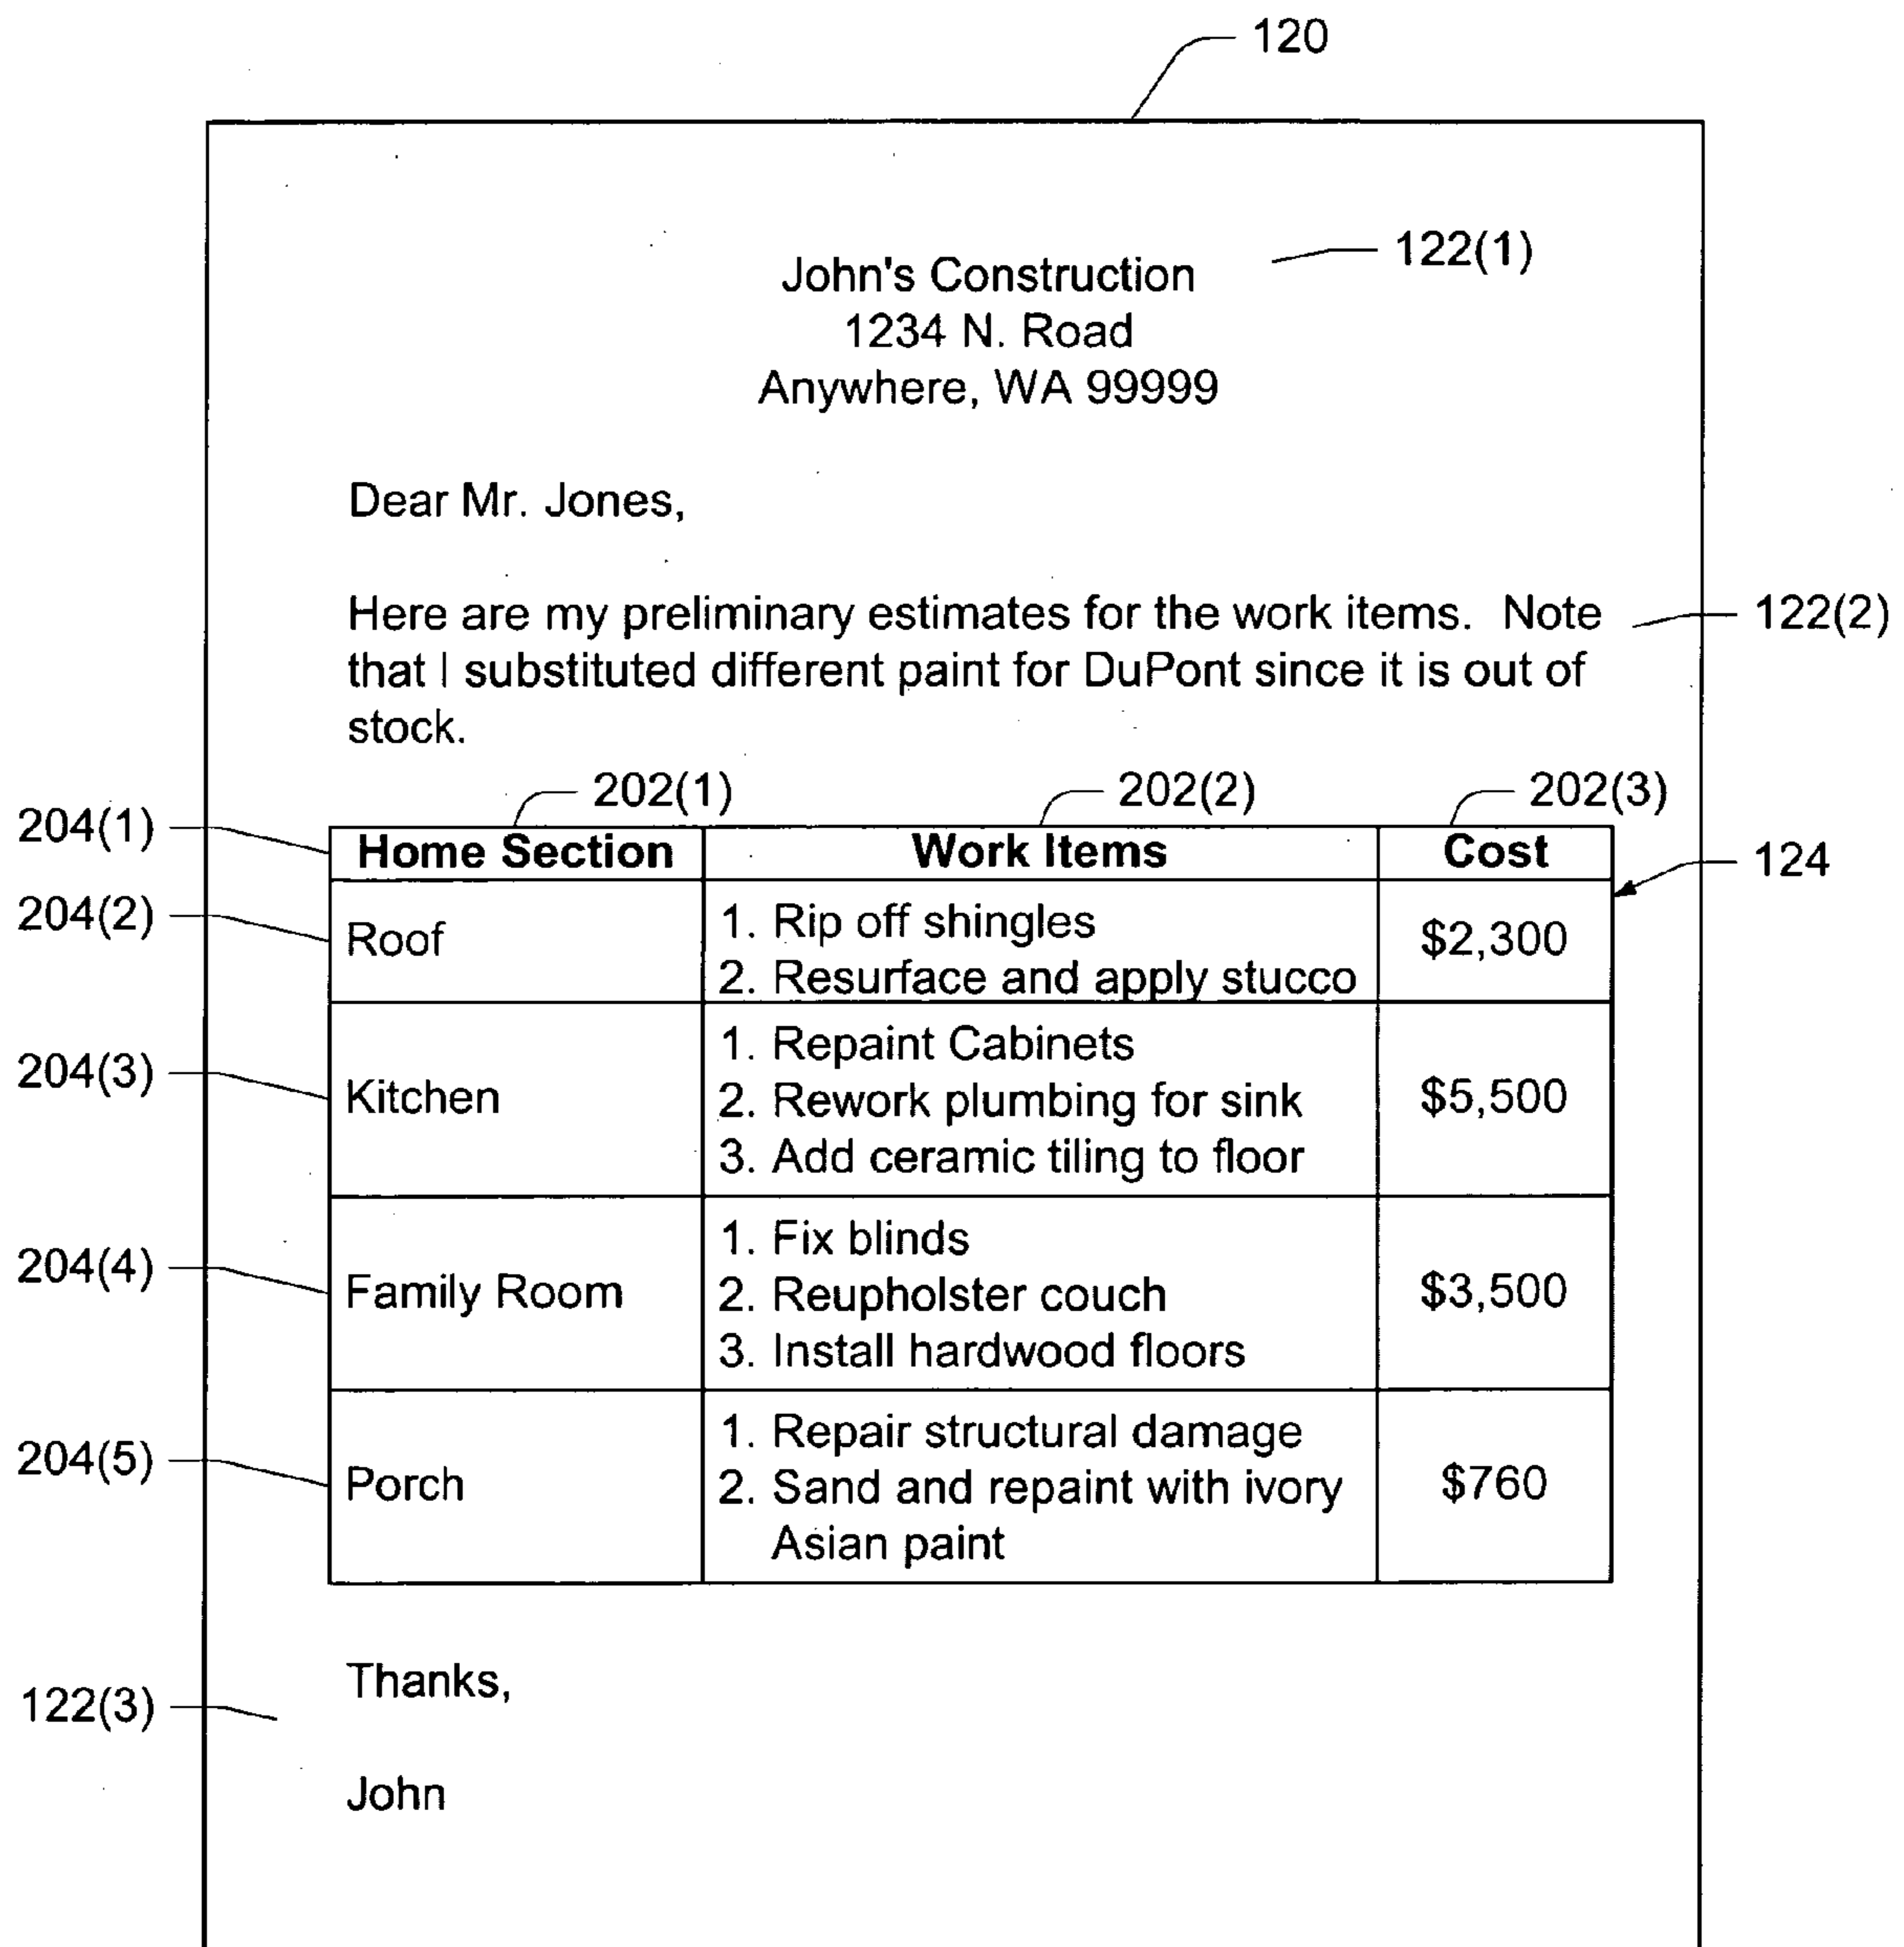 120
John's Construction
122(1)
1234 N. Road
Anywhere, WA 99999
Dear Mr. Jones,
Here are my preliminary estimates for the work items. Note
122(2)
that I substituted different paint for DuPont since it is out of
stock.
202(1) 202(2) 202(3)
204(1)
Home Section Work Items Cost
124
204(2)
Roof
1. Rip off shingles
2. Resurface and apply stucco
$2,300
204(3)
Kitchen
1. Repaint Cabinets
2. Rework plumbing for sink
3. Add ceramic tiling to floor
$5,500
204(4)
Family Room
1. Fix blinds
2. Reupholster couch
3. Install hardwood floors
$3,500
204(5)
Porch
1. Repair structural damage
2. Sand and repaint with ivory
Asian paint
$760
Thanks,
122(3)
John